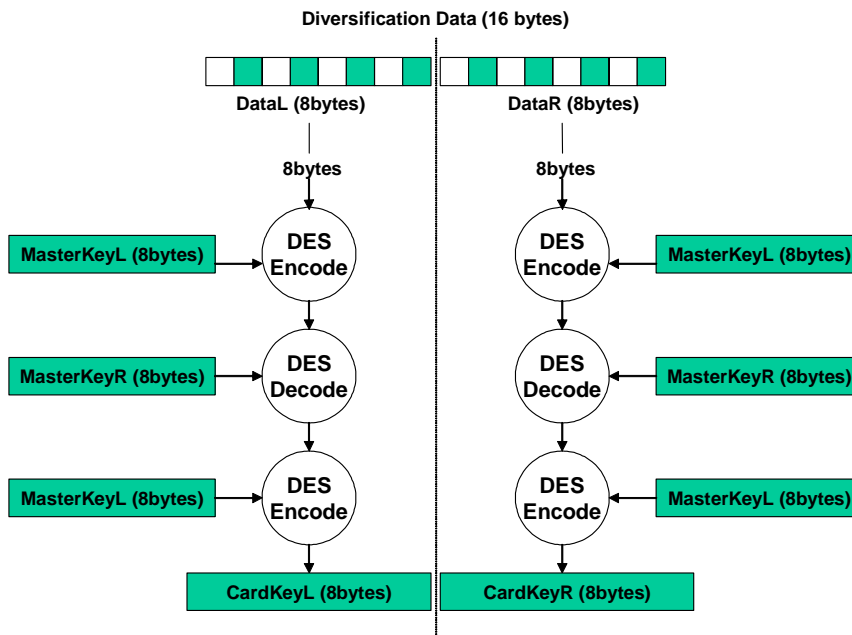 Diversification Data (16 bytes)
DataL (8bytes)
DataR (8bytes)
8bytes
8bytes
DES
Encode
DES
Encode
MasterKeyL (8bytes)
MasterKeyL (8bytes)
DES
Decode
DES
Decode
MasterKeyR (8bytes)
MasterKeyR (8bytes)
DES
Encode
DES
Encode
MasterKeyL (8bytes)
MasterKeyL (8bytes)
CardKeyL (8bytes)
CardKeyR (8bytes)